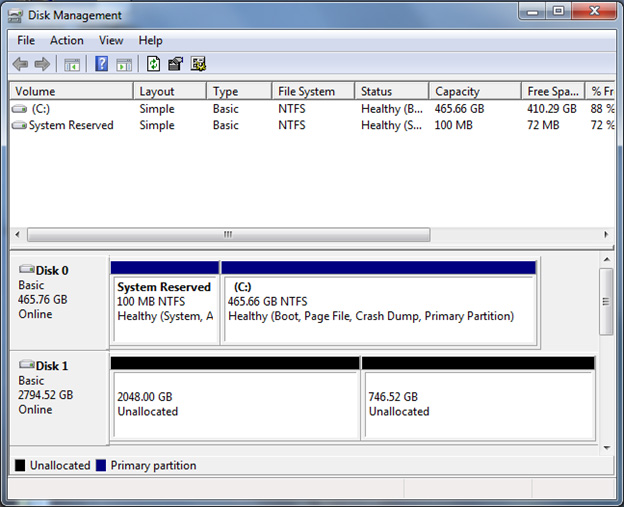 Disk Management
File Action View Help
Volume Layout Type File System Status Capacity Free Spa... % Fr
(C:) Simple Basic NTFS Healthy (B... 465.66 GB 410.29 GB 88 %
System Reserved Simple Basic NTFS Healthy (S... 100 MB 72 MB 72 %
Disk 0
Basic
465.76 GB
Online
System Reserved
100 MB NTFS
Healthy (System, A
(C:)
465.66 GB NTFS
Healthy (Boot, Page File, Crash Dump, Primary Partition)
Disk 1
Basic
2794.52 GB
Online
2048.00 GB
Unallocated
746.52 GB
Unallocated
Unallocated Primary partition